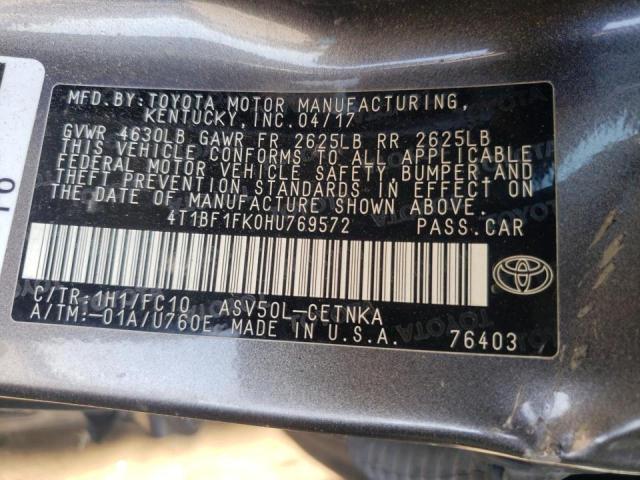 MFD.BY:TOYOTA MOTOR MANUFACTURING,
KENTUCKY, INC. 04/17
GVWR 4630LB GAWR FR 2625LB RR 2625LB
THIS VEHICLE CONFORMS TO ALL APPLICABLE
FEDERAL MOTOR VEHICLE SAFETY, BUMPER AND
THEFT PREVENTION STANDARDS IN EFFECT ON
THE DATE OF MANUFACTURE SHOWN ABOVE.
4T1BF1FK0HU769572 PASS.CAR
C/TR:1H1/FC10 ASV50L-CETNKA
A/TM:-01A/U760E MADE IN U.S.A. 76403
TOYOTA